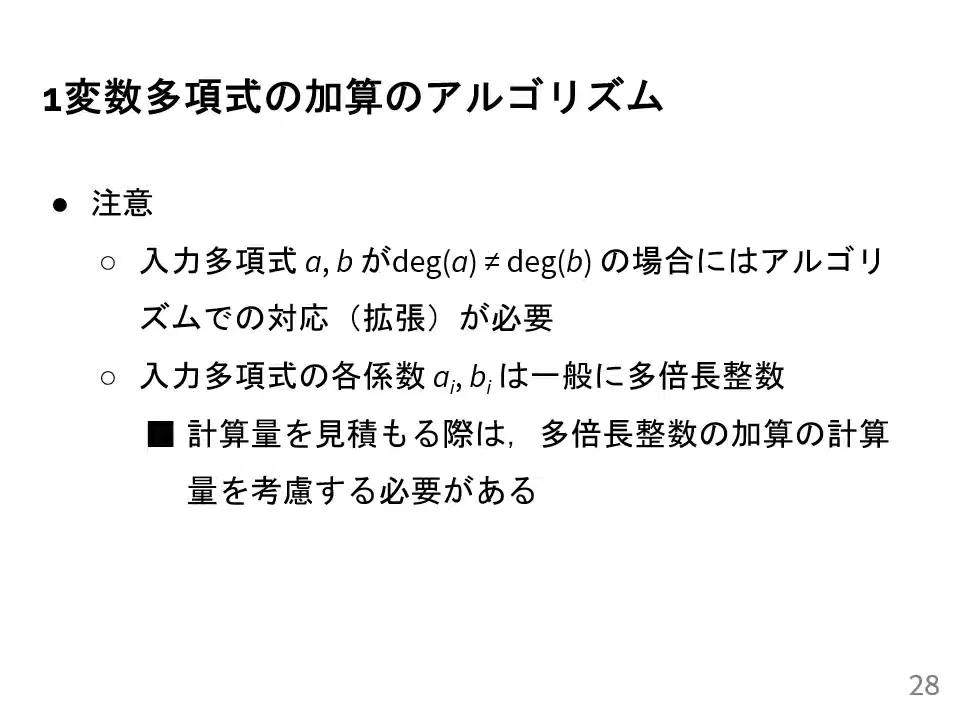 1変数多項式の加算のアルゴリズム
● 注意
○ 入力多項式 a, b がdeg(a) ≠ deg(b) の場合にはアルゴリ
ズムでの対応（拡張）が必要
○ 入力多項式の各係数 aᵢ, bᵢ は一般に多倍長整数
■ 計算量を見積もる際は，多倍長整数の加算の計算
量を考慮する必要がある
28